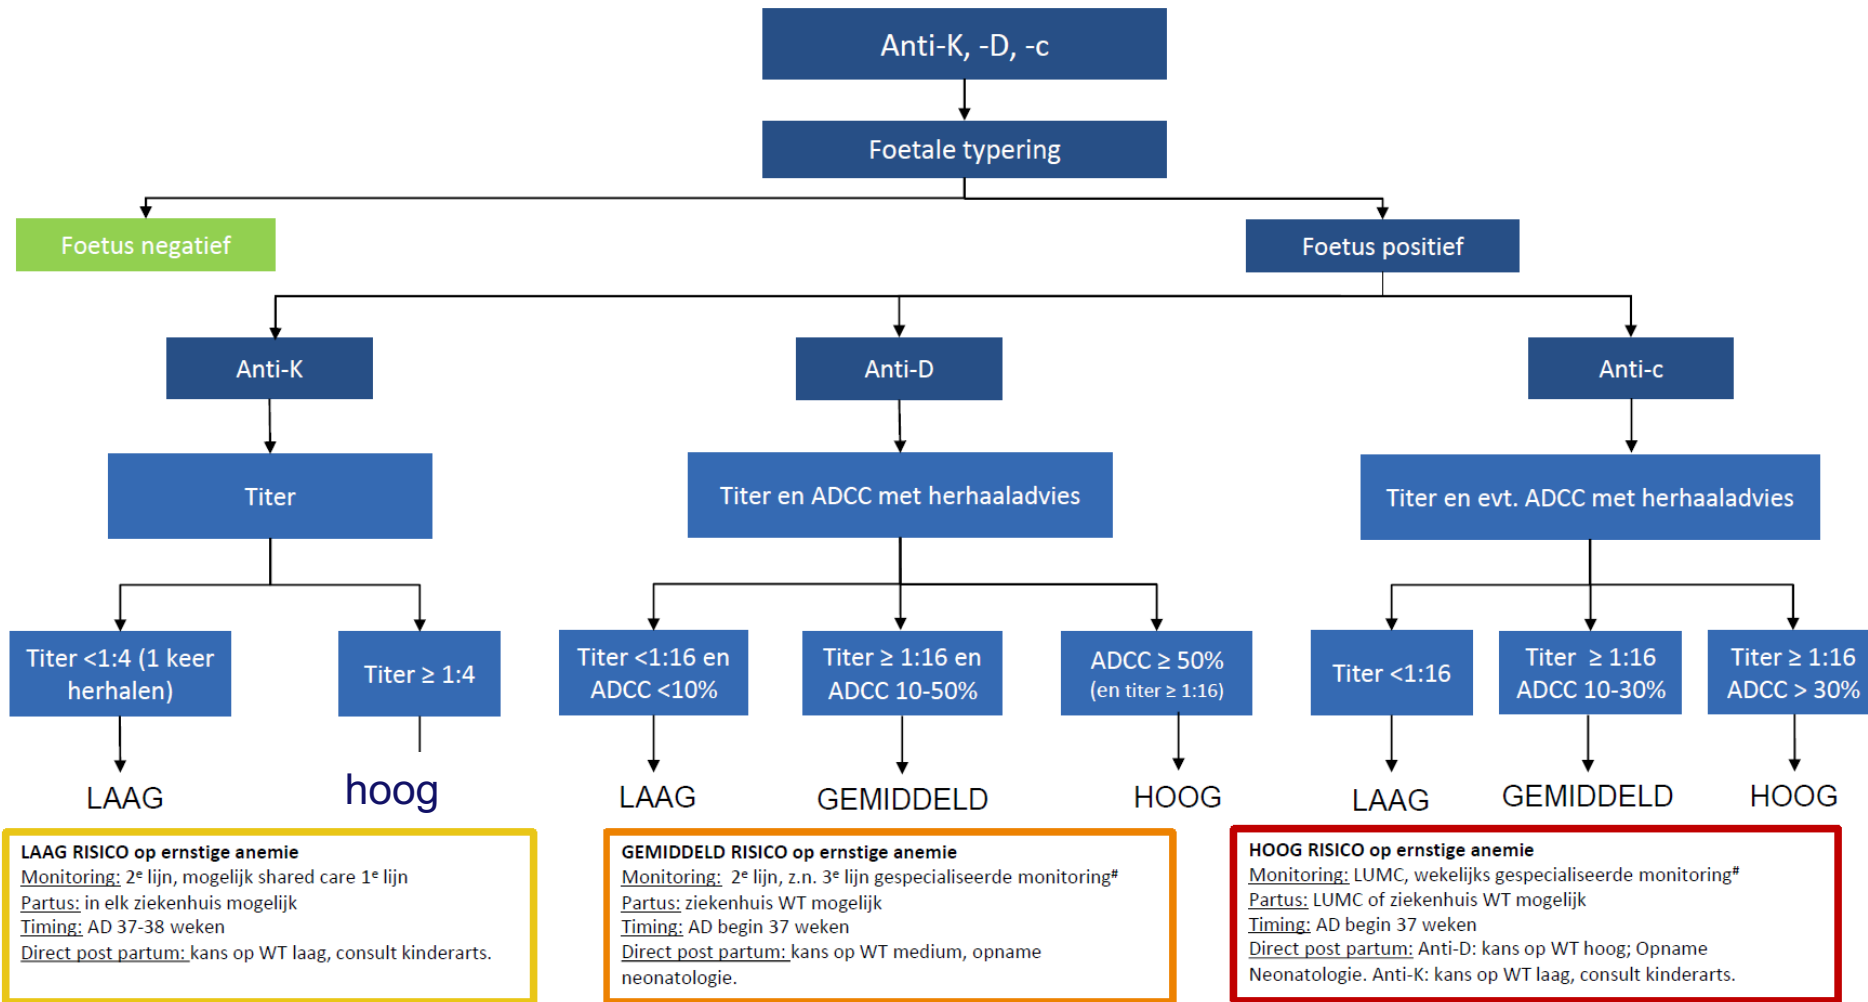 Anti-K, -D, -c
Foetale typering
Foetus negatief
Foetus positief
Anti-K
Anti-D
Anti-c
Titer
Titer en ADCC met herhaaladvies
Titer en evt. ADCC met herhaaladvies
Titer <1:4 (1 keer
herhalen)
Titer ≥ 1:4
Titer <1:16 en
ADCC <10%
Titer ≥ 1:16 en
ADCC 10-50%
ADCC ≥ 50%
(en titer ≥ 1:16)
Titer <1:16
Titer ≥ 1:16
ADCC 10-30%
Titer ≥ 1:16
ADCC > 30%
LAAG
hoog
LAAG
GEMIDDELD
HOOG
LAAG
GEMIDDELD
HOOG
LAAG RISICO op ernstige anemie
Monitoring: 2e lijn, mogelijk shared care 1e lijn
Partus: in elk ziekenhuis mogelijk
Timing: AD 37-38 weken
Direct post partum: kans op WT laag, consult kinderarts.
GEMIDDELD RISICO op ernstige anemie
Monitoring: 2e lijn, z.n. 3e lijn gespecialiseerde monitoring#
Partus: ziekenhuis WT mogelijk
Timing: AD begin 37 weken
Direct post partum: kans op WT medium, opname
neonatologie.
HOOG RISICO op ernstige anemie
Monitoring: LUMC, wekelijks gespecialiseerde monitoring#
Partus: LUMC of ziekenhuis WT mogelijk
Timing: AD begin 37 weken
Direct post partum: Anti-D: kans op WT hoog; Opname
Neonatologie. Anti-K: kans op WT laag, consult kinderarts.